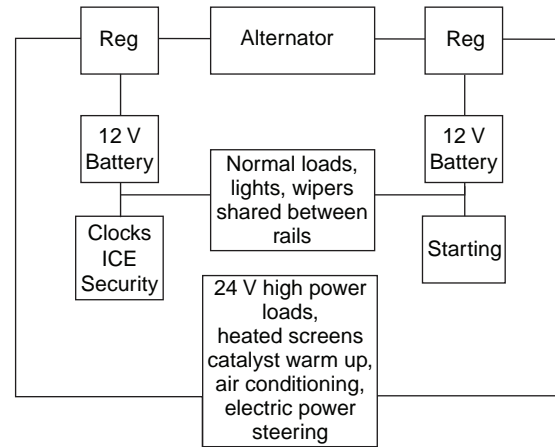 Reg
Alternator
Reg
12 V
Battery
Normal loads,
lights, wipers
shared between
rails
12 V
Battery
Clocks
ICE
Security
Starting
24 V high power
loads,
heated screens
catalyst warm up,
air conditioning,
electric power
steering